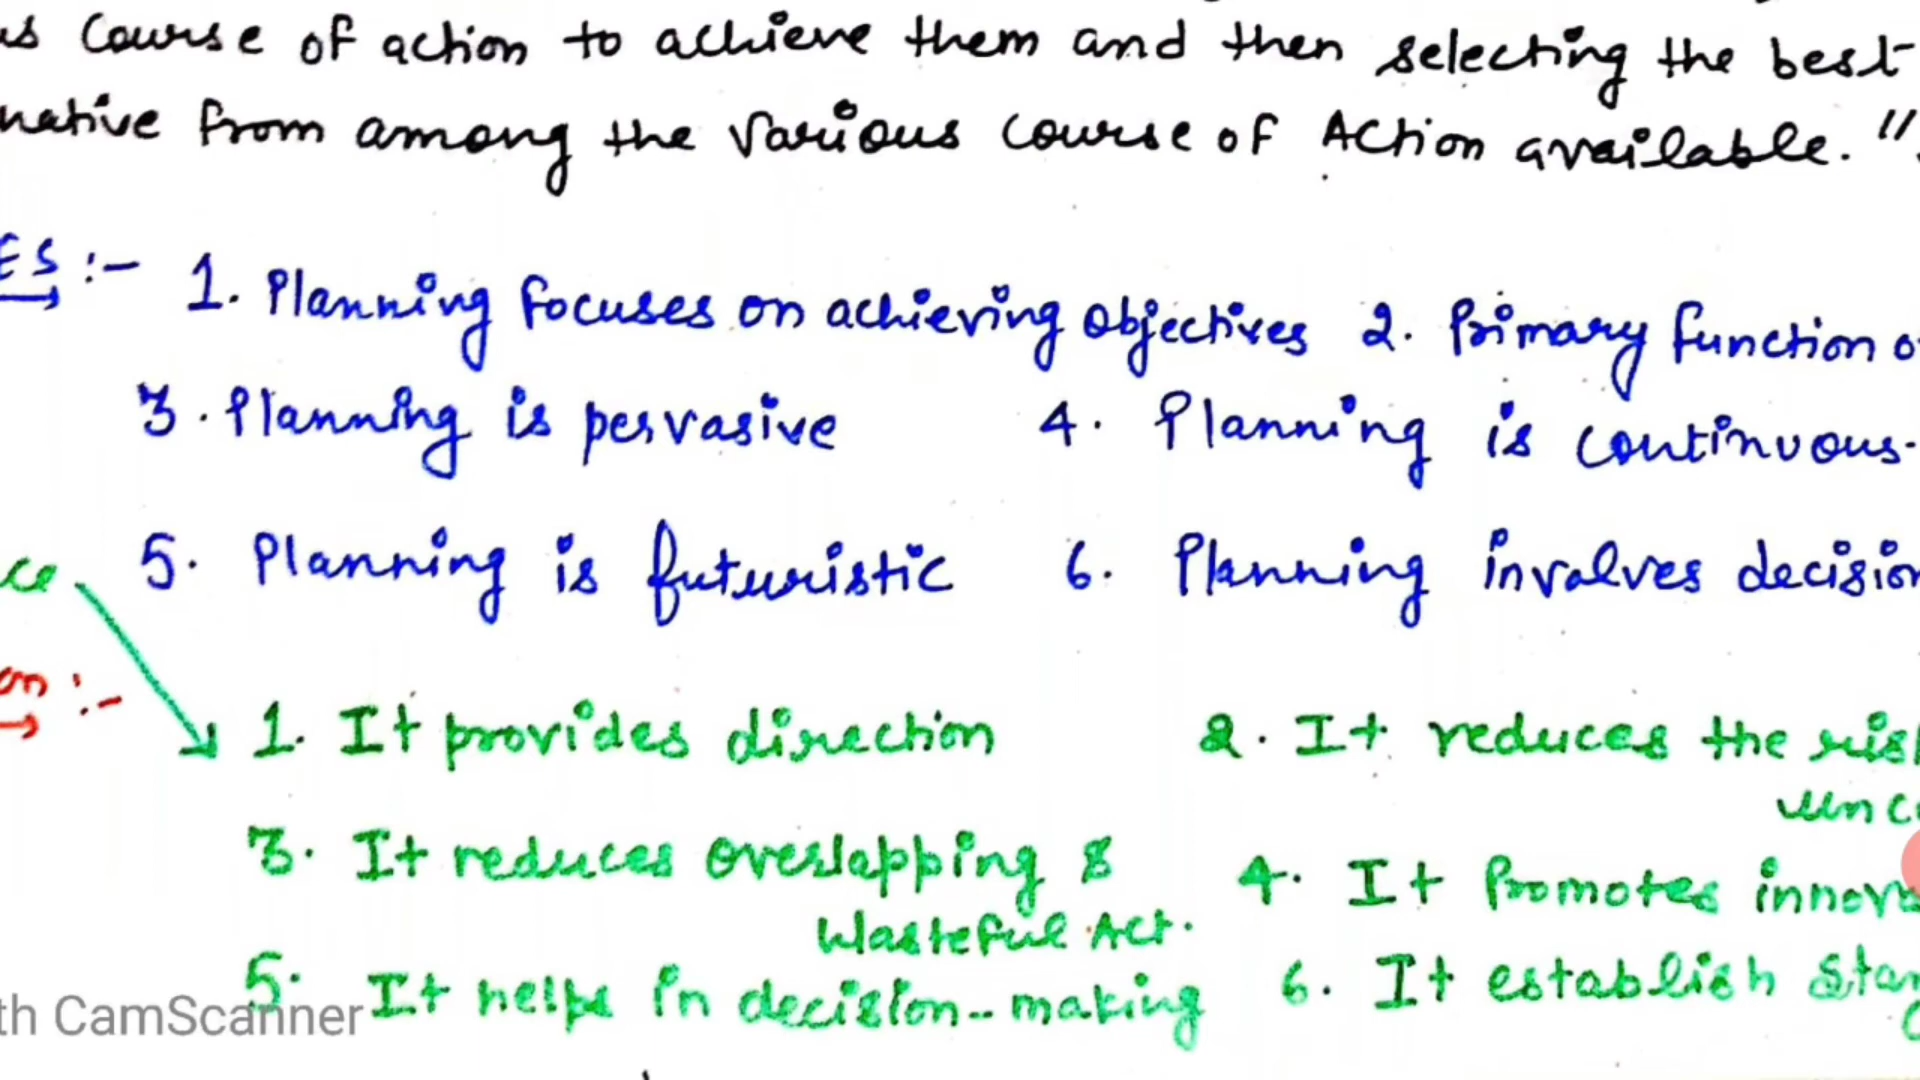 course of action to achieve them and then selecting the best
from among the various course of Action available."
ES :- 1. Planning focuses on achieving objectives 2. Primary function
3. Planning is pervasive 4. Planning is continuous.
5. Planning is futuristic 6. Planning involves decision
ce
on :-
1. It provides direction 2. It reduces the
3. It reduces overlapping & 4. It Promotes
Wasteful Act.
5. It helps in decision-making 6. It establish
th CamScanner